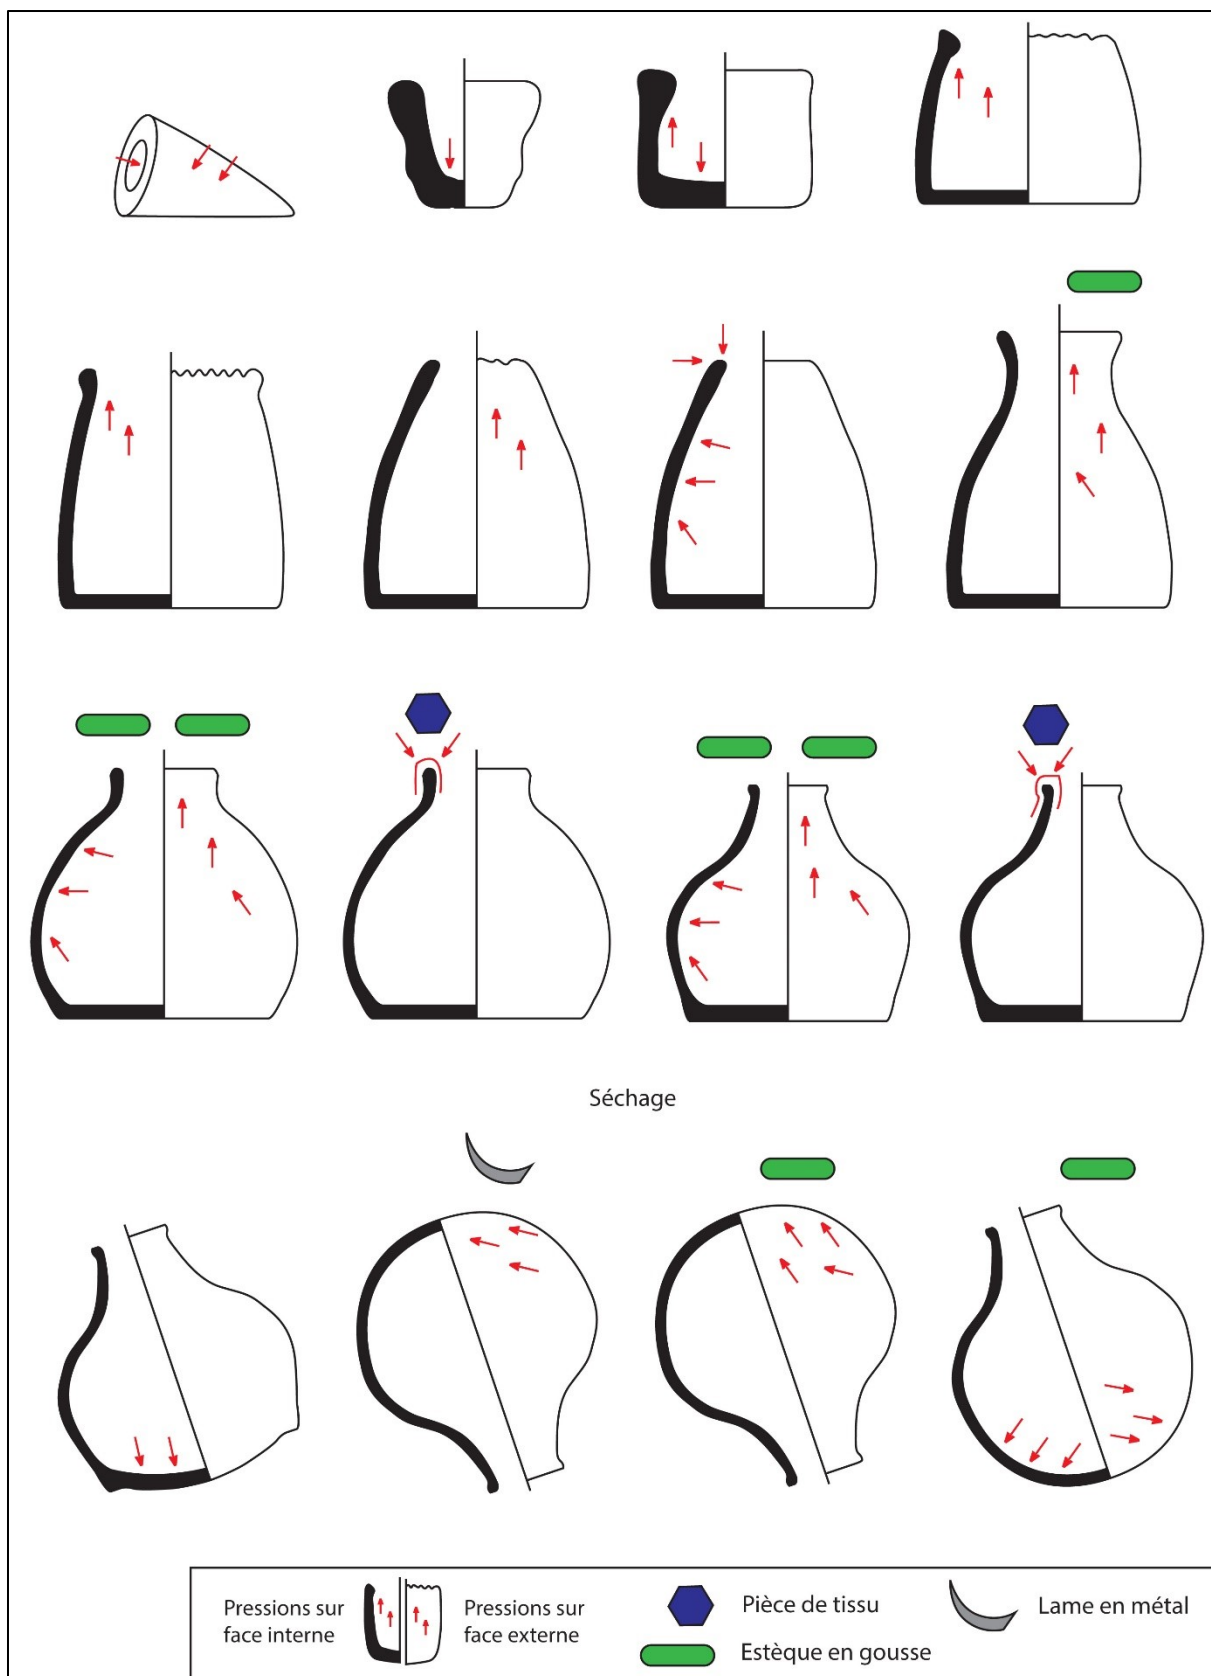 Séchage
Pressions sur
face interne
Pressions sur
face externe
Pièce de tissu
Estèque en gousse
Lame en métal